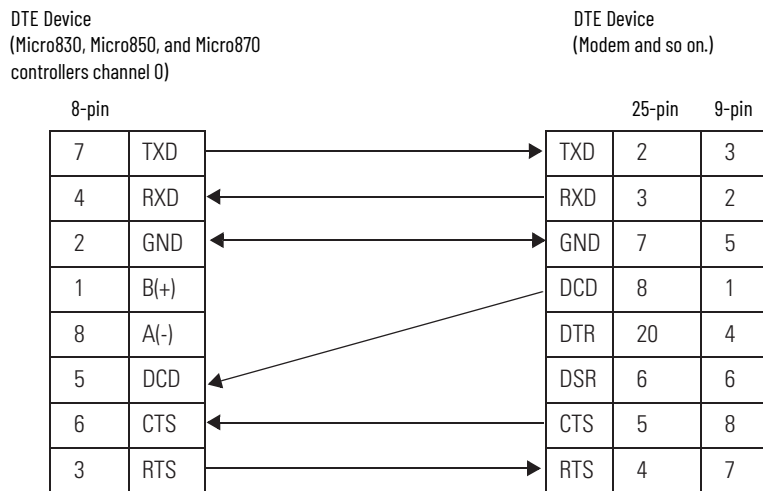 DTE Device
(Micro830, Micro850, and Micro870
controllers channel 0)
DTE Device
(Modem and so on.)
8-pin
25-pin 9-pin
7 TXD TXD 2 3
4 RXD RXD 3 2
2 GND GND 7 5
1 B(+) DCD 8 1
8 A(-) DTR 20 4
5 DCD DSR 6 6
6 CTS CTS 5 8
3 RTS RTS 4 7